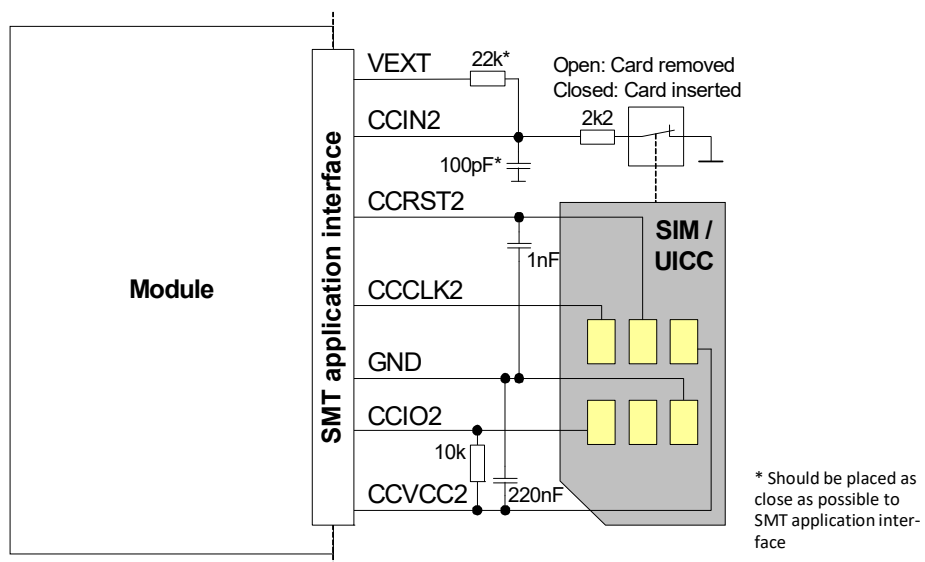 VEXT
22k*
Open: Card removed
Closed: Card inserted
CCIN2
2k2
100pF*
CCRST2
SIM /
UICC
1nF
Module
SMT application interface
CCCLK2
GND
CCIO2
10k
CCVCC2
220nF
* Should be placed as
close as possible to
SMT application inter-
face